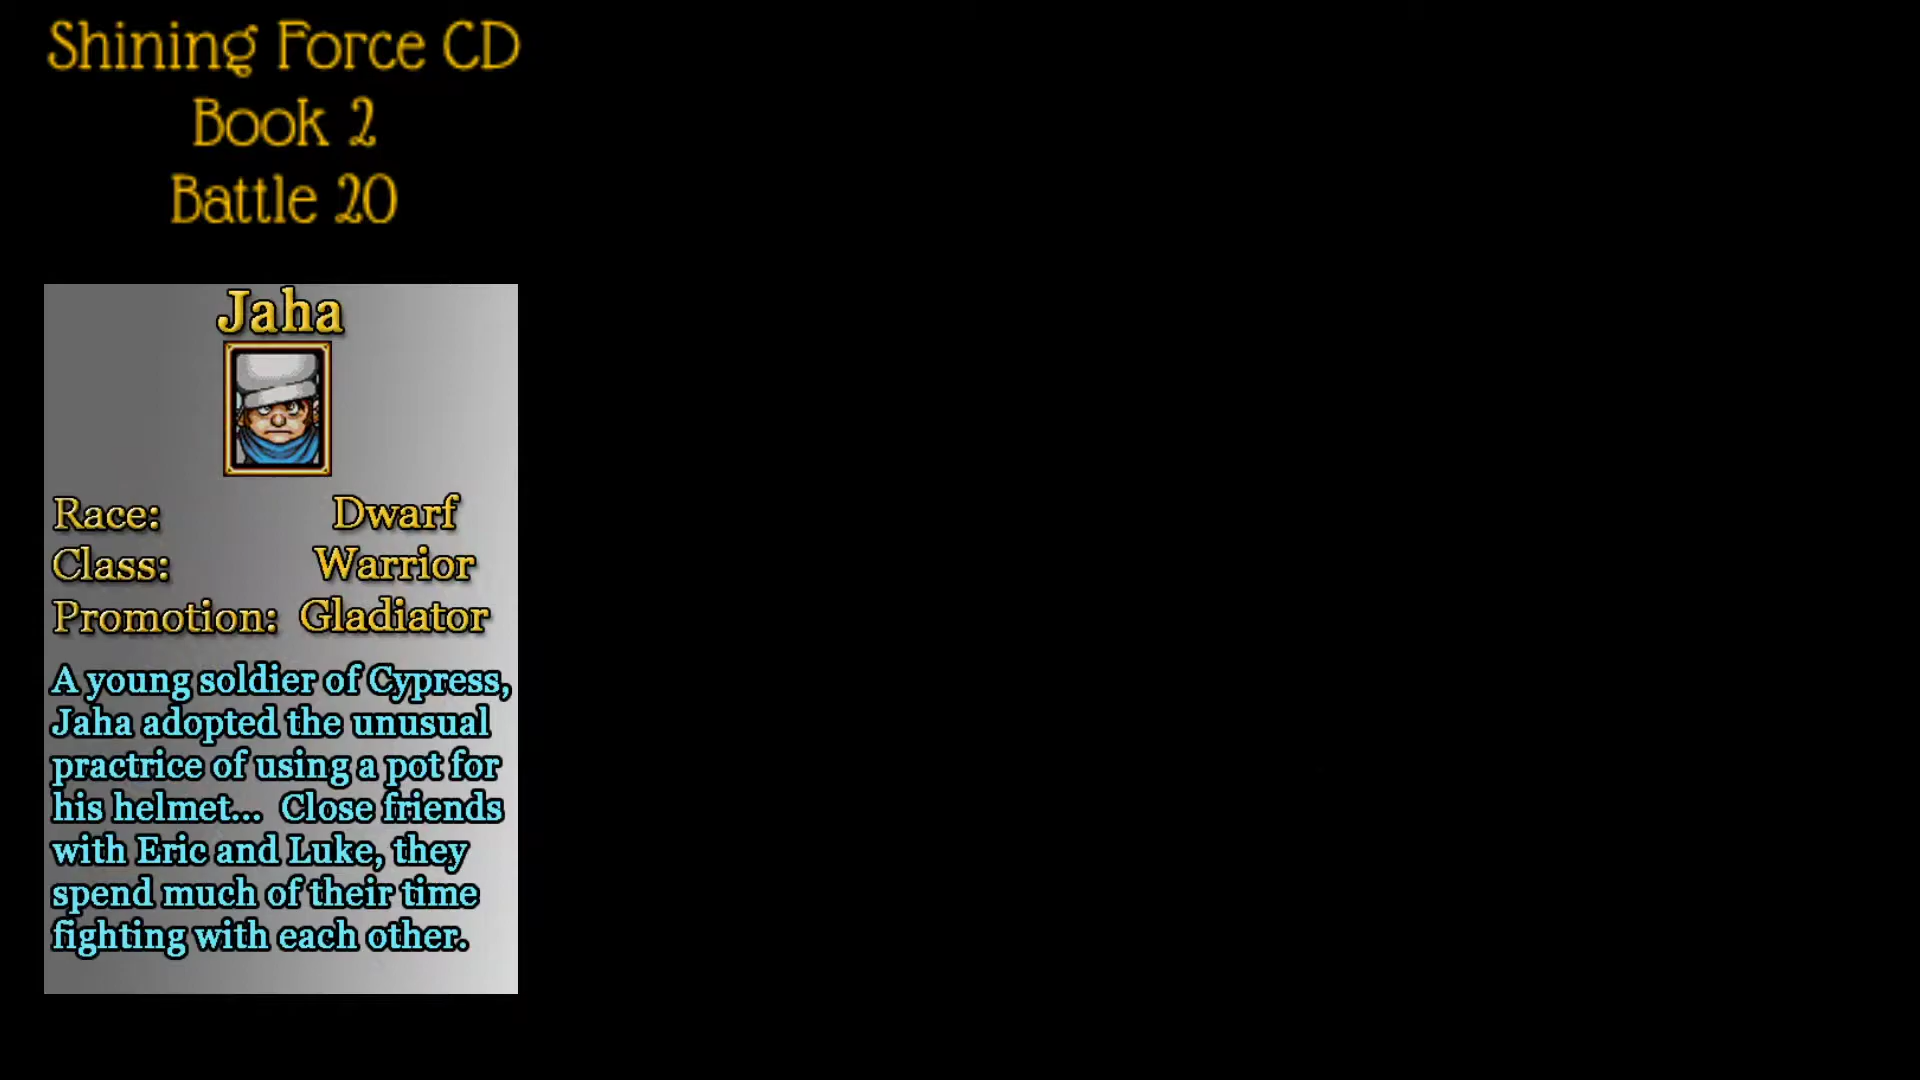 Shining Force CD
Book 2
Battle 20
Jaha
Race: Dwarf
Class: Warrior
Promotion: Gladiator
A young soldier of Cypress,
Jaha adopted the unusual
practrice of using a pot for
his helmet... Close friends
with Eric and Luke, they
spend much of their time
fighting with each other.